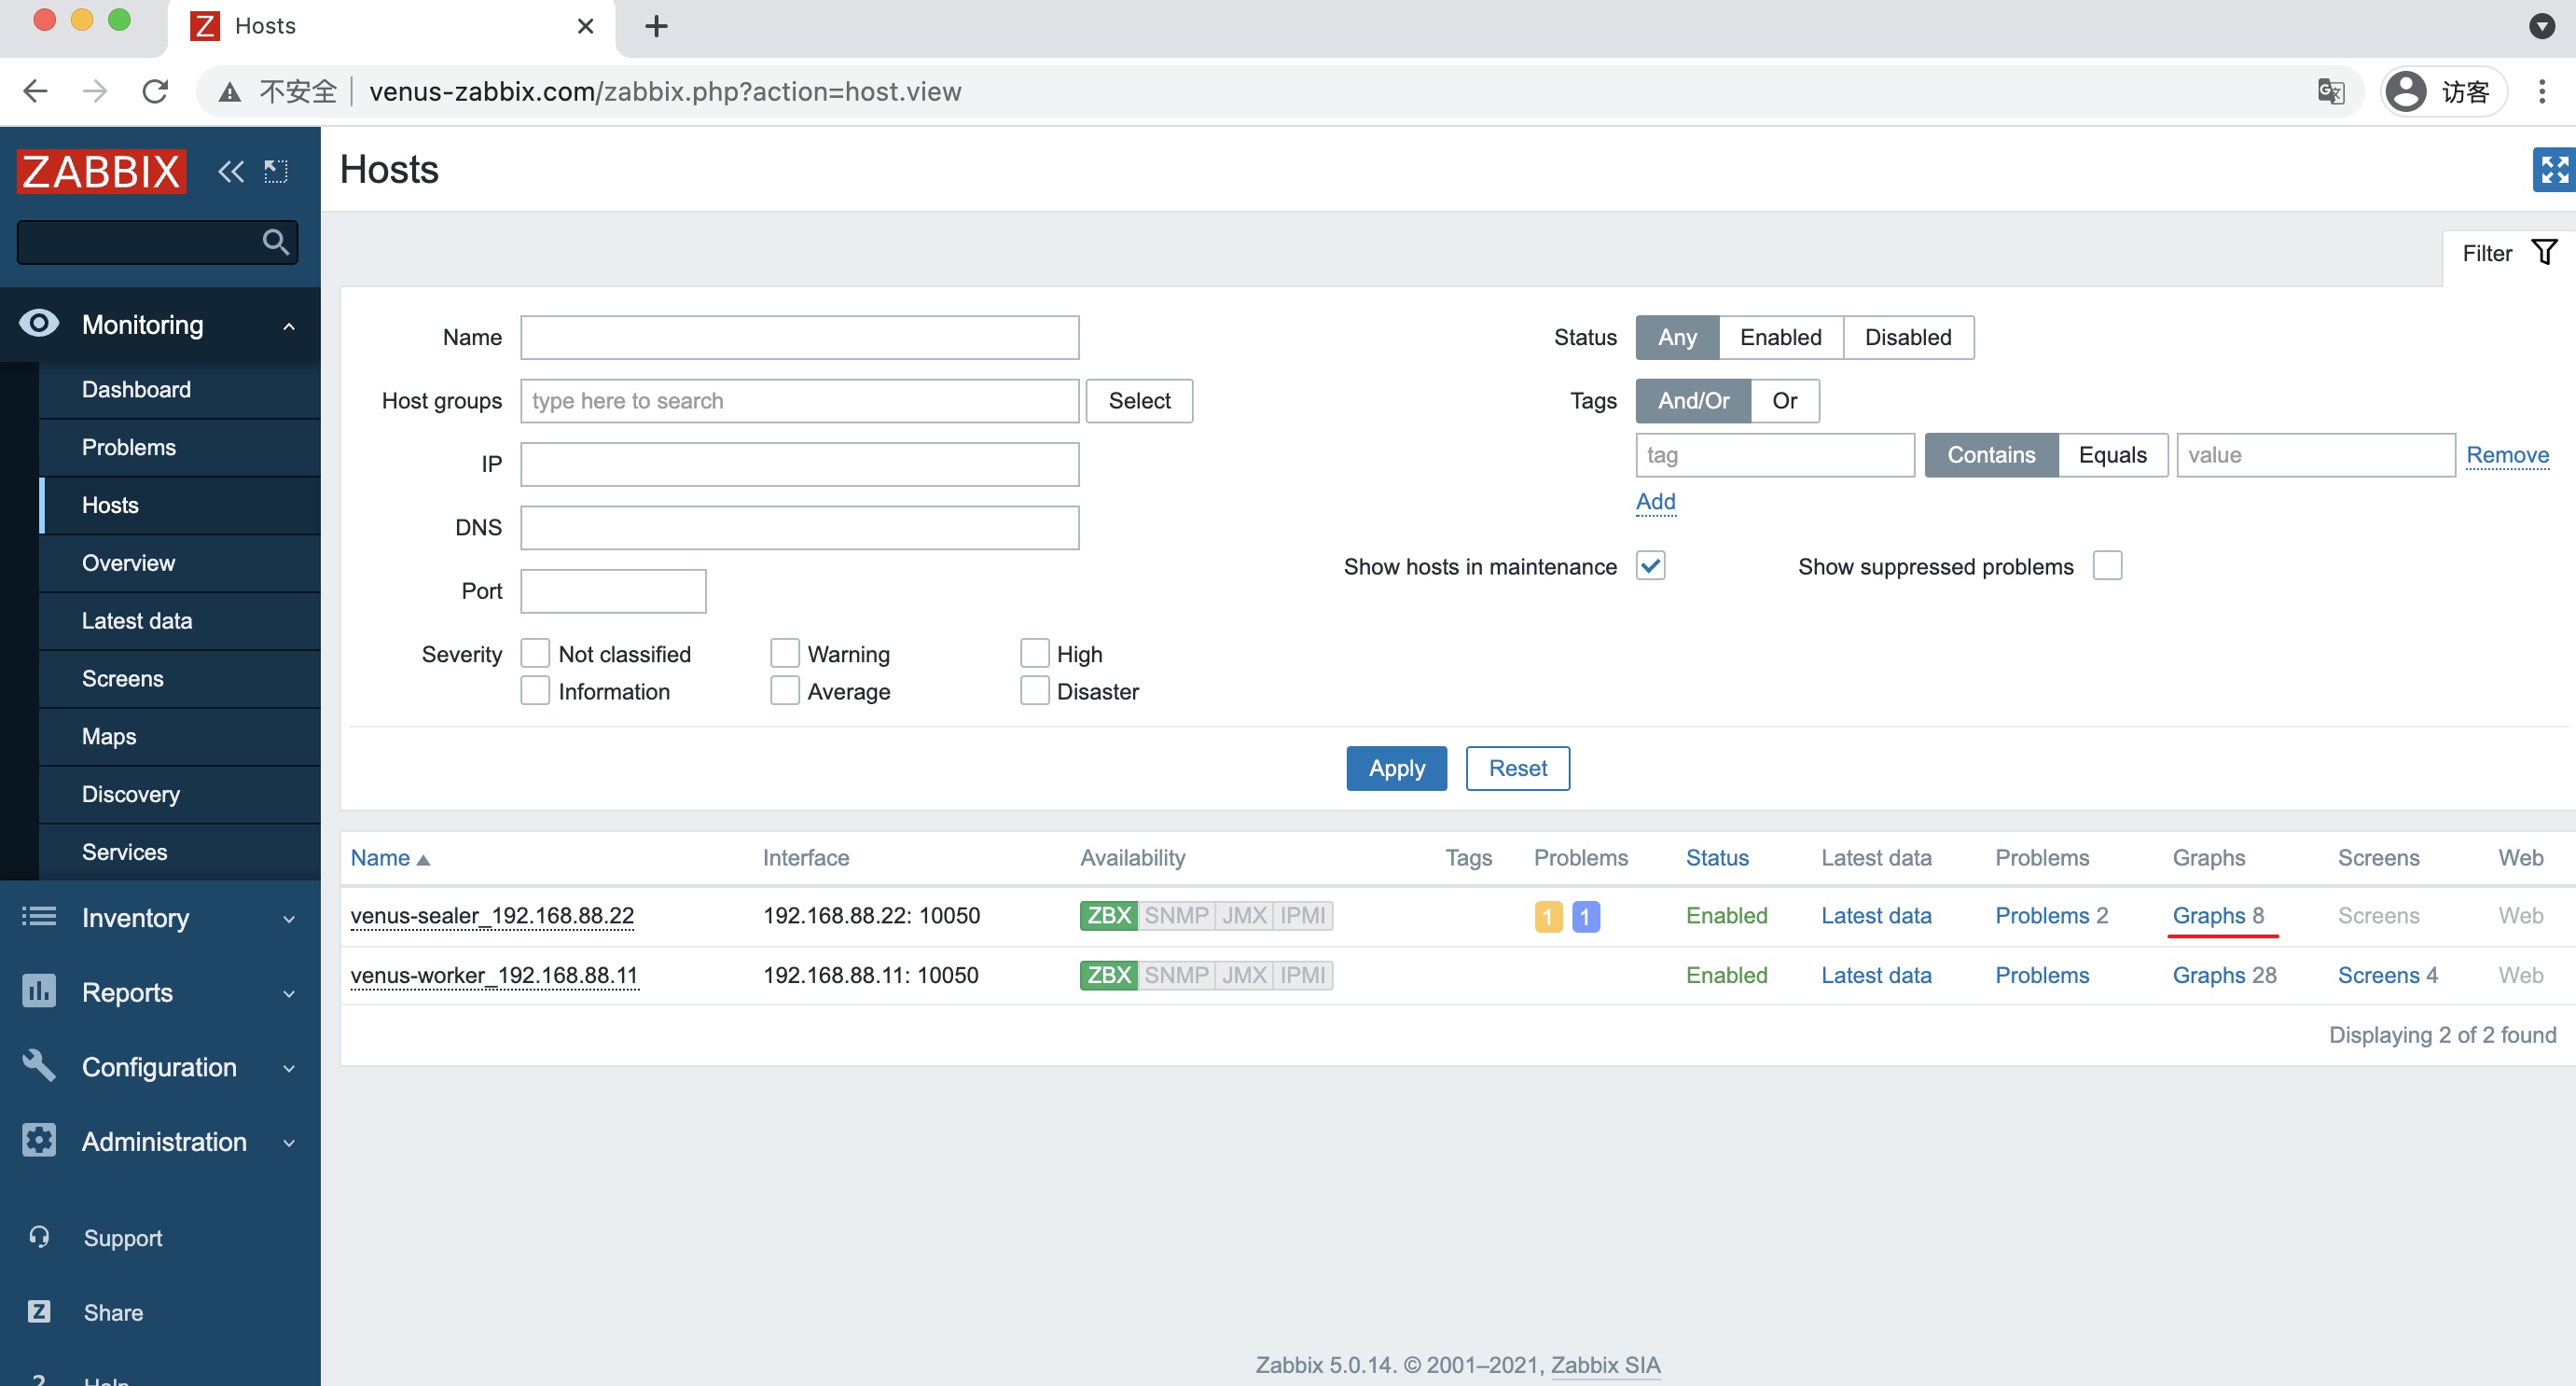 Z Hosts
不安全 venus-zabbix.com/zabbix.php?action=host.view 访客
ZABBIX
Hosts
Filter
Monitoring
Dashboard
Problems
Hosts
Overview
Latest data
Screens
Maps
Discovery
Services
Inventory
Reports
Configuration
Administration
Support
Z Share
Help
Name
Host groups type here to search Select
IP
DNS
Port
Severity Not classified Warning High
Information Average Disaster
Status Any Enabled Disabled
Tags And/Or Or
tag Contains Equals value Remove
Add
Show hosts in maintenance Show suppressed problems
Apply Reset
Name Interface Availability Tags Problems Status Latest data Problems Graphs Screens Web
venus-sealer_192.168.88.22 192.168.88.22: 10050 ZBX SNMP JMX IPMI 1 1 Enabled Latest data Problems 2 Graphs 8 Screens Web
venus-worker_192.168.88.11 192.168.88.11: 10050 ZBX SNMP JMX IPMI Enabled Latest data Problems Graphs 28 Screens 4 Web
Displaying 2 of 2 found
Zabbix 5.0.14. © 2001–2021, Zabbix SIA